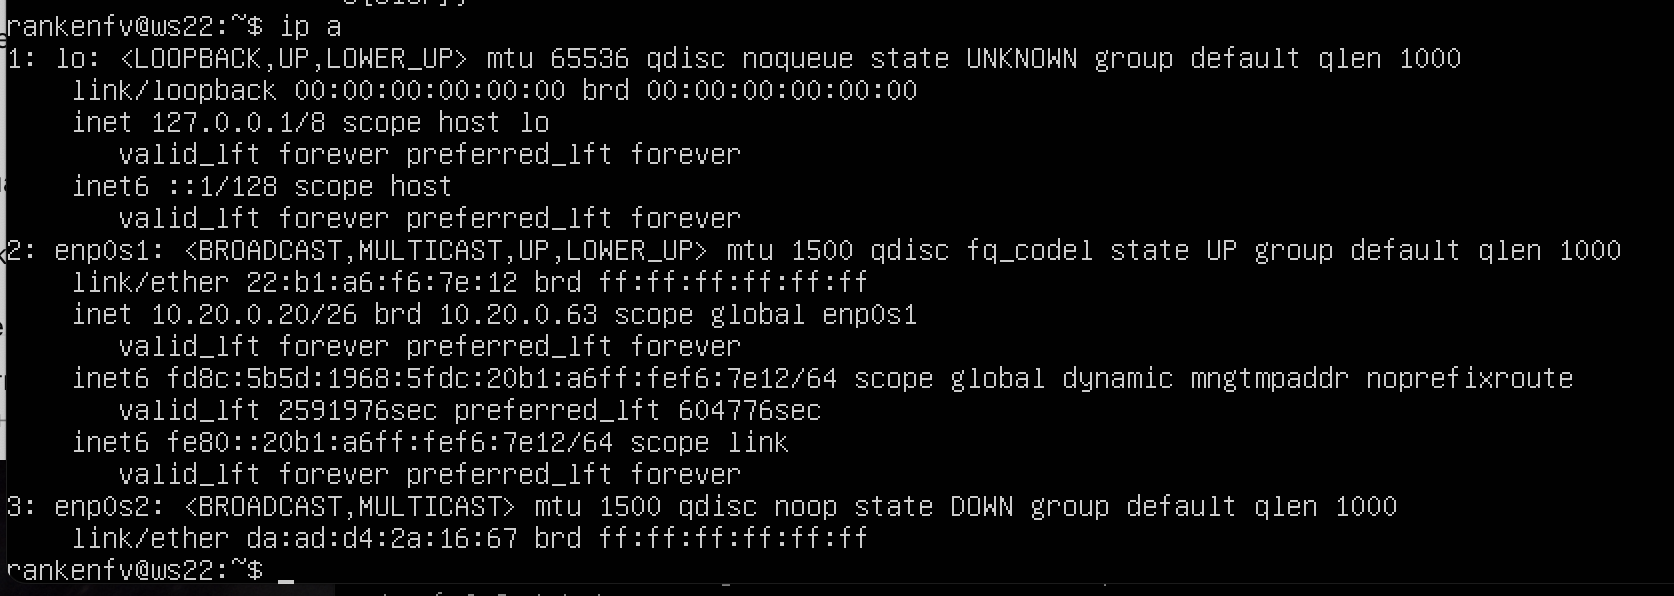 rankenfv@ws22:~$ ip a
1: lo: <LOOPBACK,UP,LOWER_UP> mtu 65536 qdisc noqueue state UNKNOWN group default qlen 1000
    link/loopback 00:00:00:00:00:00 brd 00:00:00:00:00:00
    inet 127.0.0.1/8 scope host lo
       valid_lft forever preferred_lft forever
    inet6 ::1/128 scope host
       valid_lft forever preferred_lft forever
2: enp0s1: <BROADCAST,MULTICAST,UP,LOWER_UP> mtu 1500 qdisc fq_codel state UP group default qlen 1000
    link/ether 22:b1:a6:f6:7e:12 brd ff:ff:ff:ff:ff:ff
    inet 10.20.0.20/26 brd 10.20.0.63 scope global enp0s1
       valid_lft forever preferred_lft forever
    inet6 fd8c:5b5d:1968:5fdc:20b1:a6ff:fef6:7e12/64 scope global dynamic mngtmpaddr noprefixroute
       valid_lft 2591976sec preferred_lft 604776sec
    inet6 fe80::20b1:a6ff:fef6:7e12/64 scope link
       valid_lft forever preferred_lft forever
3: enp0s2: <BROADCAST,MULTICAST> mtu 1500 qdisc noop state DOWN group default qlen 1000
    link/ether da:ad:d4:2a:16:67 brd ff:ff:ff:ff:ff:ff
rankenfv@ws22:~$